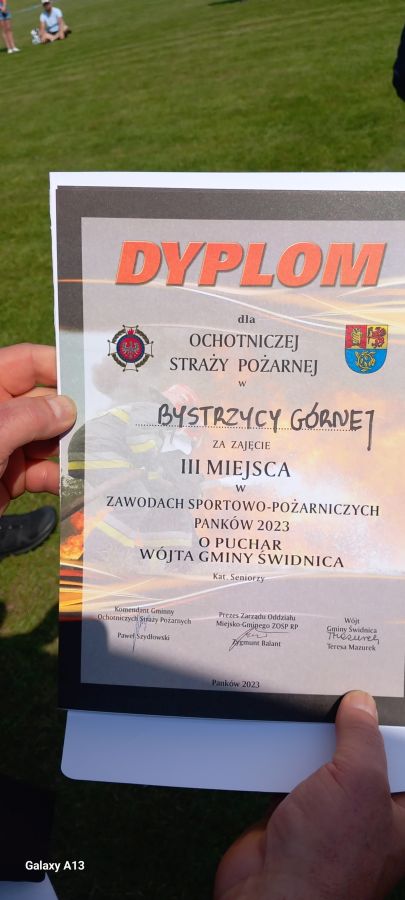 DYPLOM
dla
OCHOTNICZEJ
STRAŻY POŻARNEJ
w
BYSTRZYCY GÓRNEJ
ZA ZAJĘCIE
III MIEJSCA
W
ZAWODACH SPORTOWO-POŻARNICZYCH
PANKÓW 2023
O PUCHAR
WÓJTA GMINY ŚWIDNICA
Kat. Seniorzy
Komendant Gminny
Ochotniczych Straży Pożarnych
Paweł Szydłowski
Prezes Zarządu Oddziału
Miejsko-Gminnego ZOSP RP
Zygmunt Balant
Wójt
Gminy Świdnica
TMazurek
Teresa Mazurek
Panków 2023
Galaxy A13